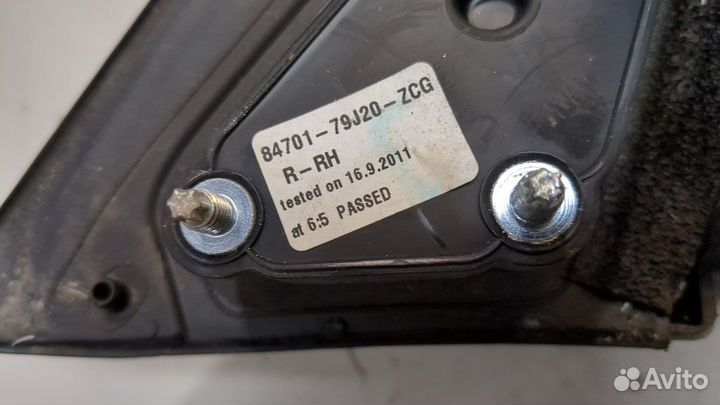 84701-79J20-ZCG
R-RH
tested on 16.9.2011
at 6:5 PASSED
Avito